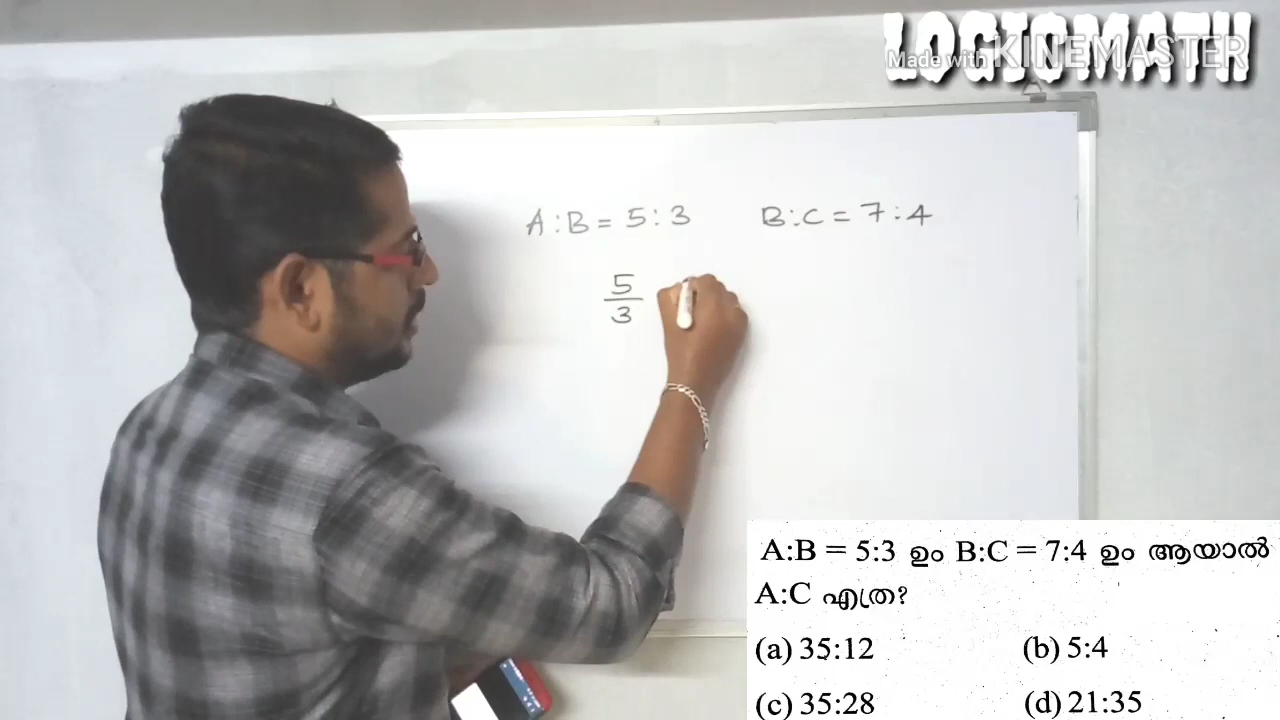 LOGICMATH
Made with KINEMASTER
A:B = 5:3 B:C = 7:4
5
3
A:B = 5:3 ഉം B:C = 7:4 ഉം ആയാൽ
A:C എത്ര?
(a) 35:12 (b) 5:4
(c) 35:28 (d) 21:35